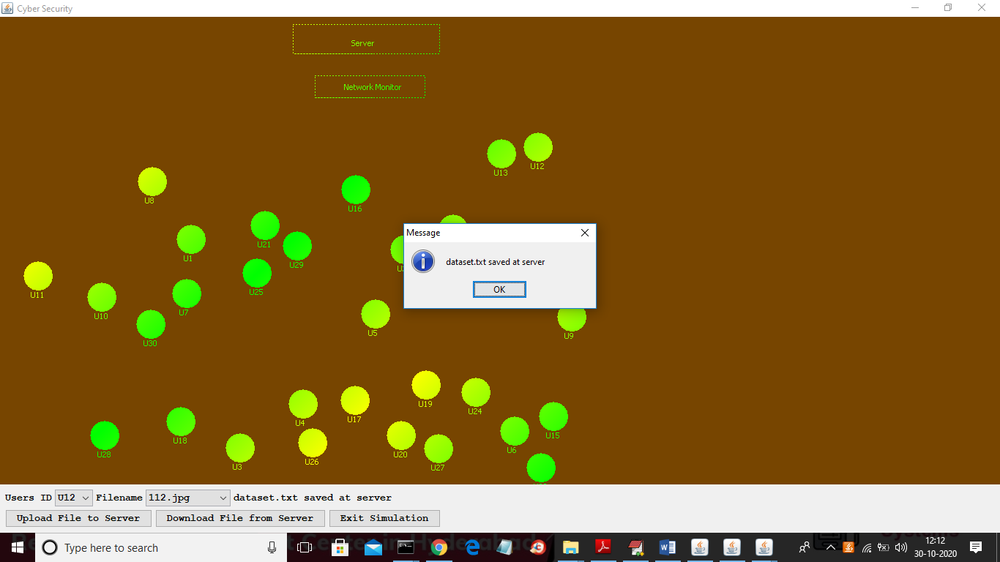 Cyber Security
Server
Network Monitor
U13
U12
U8
U16
U21
U1
U29
Message
dataset.txt saved at server
OK
U25
U11
U10
U7
U30
U5
U9
U19
U24
U4
U17
U28
U18
U3
U26
U20
U27
U6
U15
Users ID U12 Filename 112.jpg dataset.txt saved at server
Upload File to Server Download File from Server Exit Simulation
Type here to search
12:12
30-10-2020